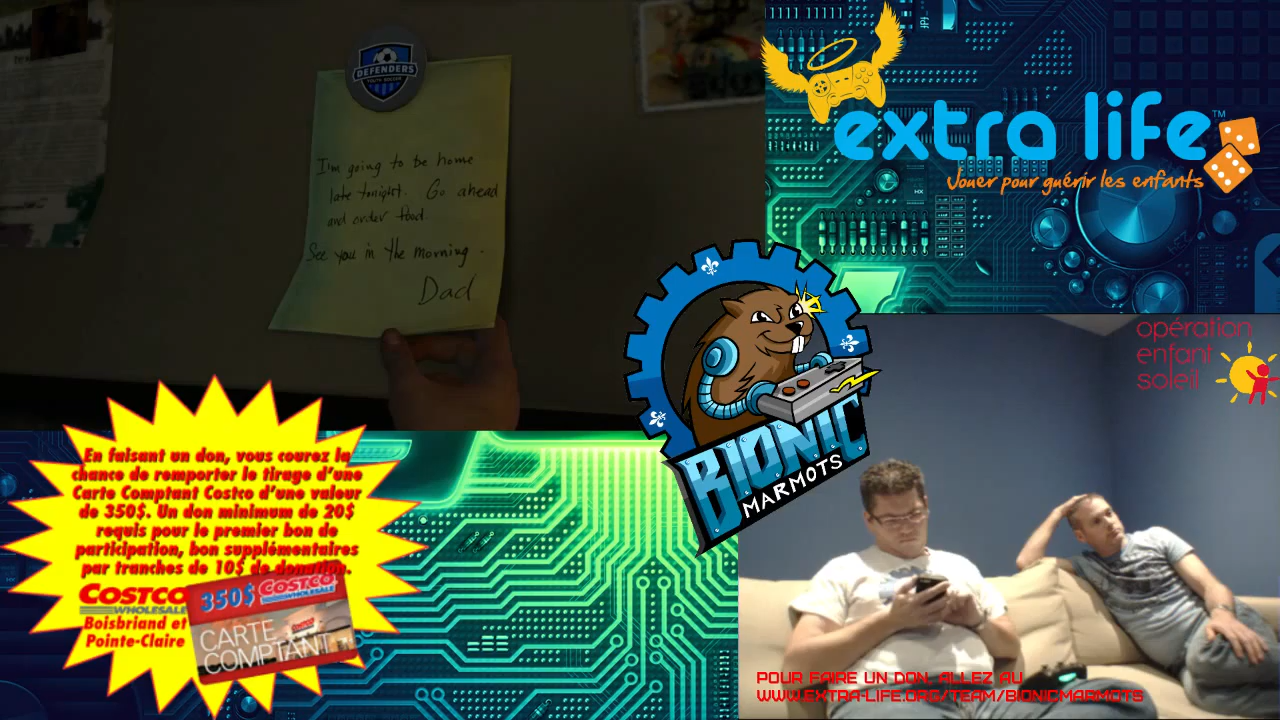 DEFENDERS
YOUTH SOCCER
I'm going to be home
late tonight. Go ahead
and order food.
See you in the morning.
Dad
extra life™
Jouer pour guérir les enfants
BIONIC
MARMOTS
opération
enfant
soleil
En faisant un don, vous courez la
chance de remporter le tirage d'une
Carte Comptant Costco d'une valeur
de 350$. Un don minimum de 20$
requis pour le premier bon de
participation, bon supplémentaires
par tranches de 10$ de donation.
COSTCO
WHOLESALE
Boisbriand et
Pointe-Claire
350$ COSTCO
WHOLESALE
CARTE
COMPTANT
POUR FAIRE UN DON, ALLEZ AU
WWW.EXTRA-LIFE.ORG/TEAM/BIONICMARMOTS